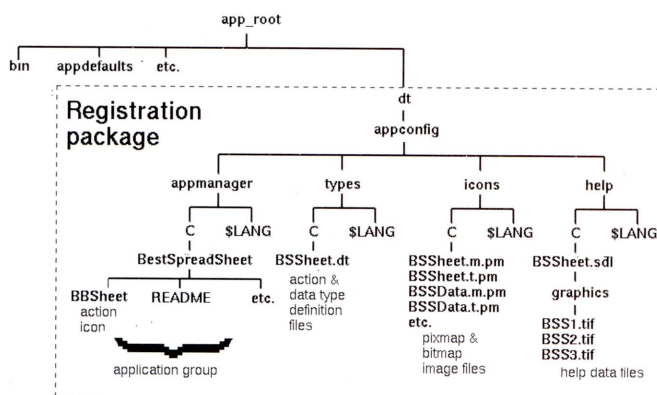 app_root
bin appdefaults etc.
dt
Registration
package
appconfig
appmanager types icons help
C $LANG C $LANG C $LANG C $LANG
BestSpreadSheet BSSheet.dt BSSheet.m.pm BSSheet.sdl
action & BSSheet.t.pm
data type BSSData.m.pm graphics
BBSheet README etc. definition BSSData.t.pm
action files etc. BSS1.tif
icon pixmap & BSS2.tif
bitmap BSS3.tif
application group image files help data files